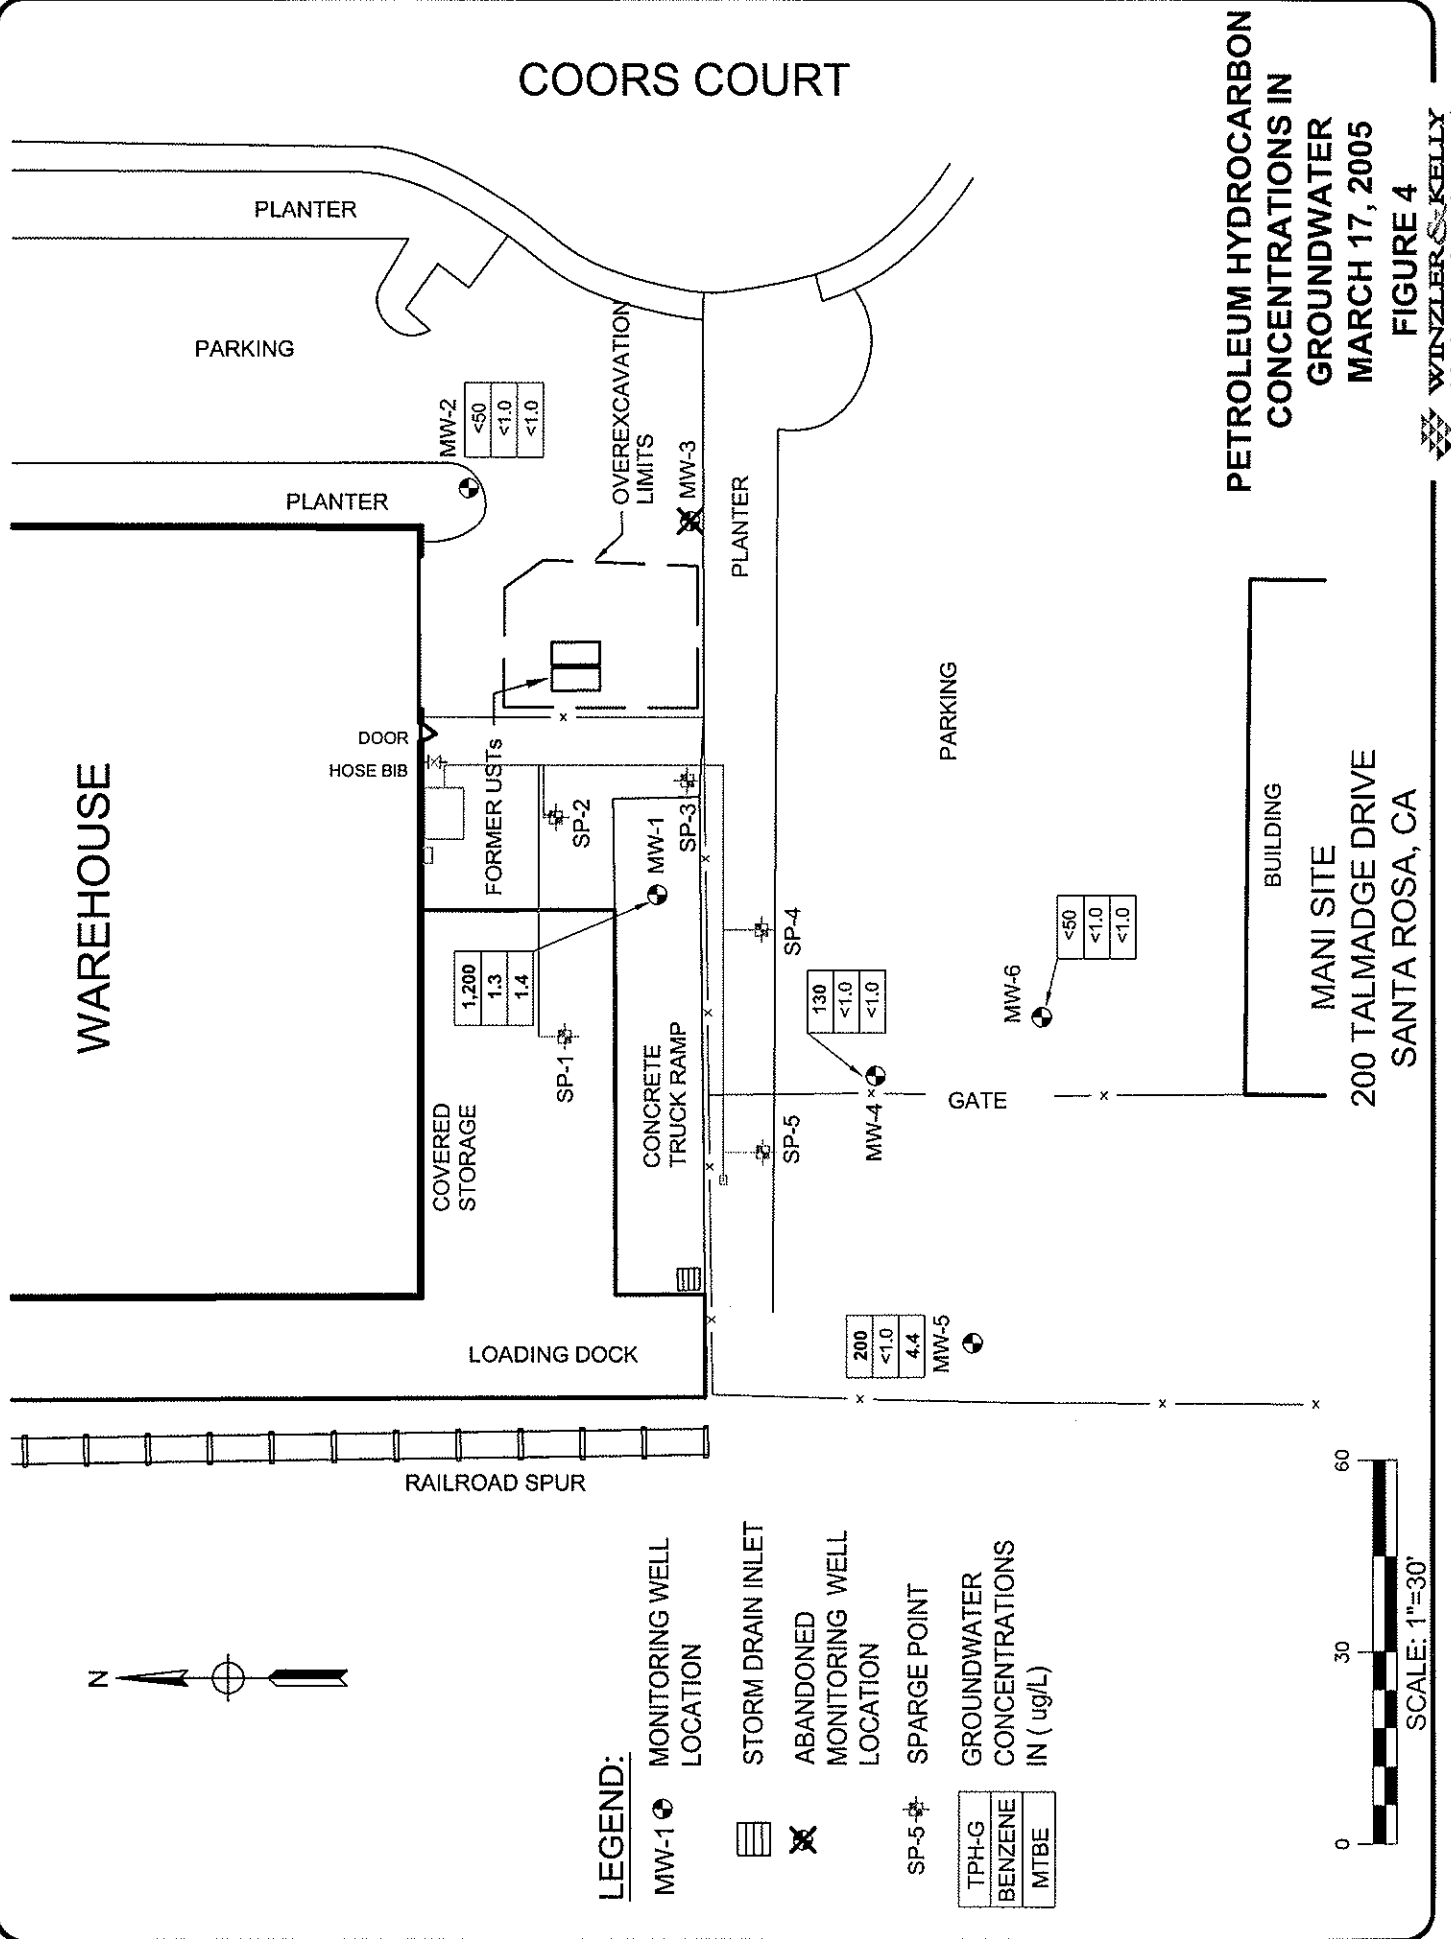 COORS COURT
PLANTER
PARKING
MW-2
<50
<1.0
<1.0
PLANTER
OVEREXCAVATION
LIMITS
MW-3
PLANTER
WAREHOUSE
DOOR
HOSE BIB
FORMER USTs
SP-2
SP-3
MW-1
1,200
1.3
1.4
SP-1
COVERED
STORAGE
CONCRETE
TRUCK RAMP
SP-4
SP-5
130
<1.0
<1.0
MW-4
GATE
MW-6
<50
<1.0
<1.0
PARKING
BUILDING
LOADING DOCK
200
<1.0
4.4
MW-5
RAILROAD SPUR
N
LEGEND:
MW-1 MONITORING WELL
LOCATION
STORM DRAIN INLET
ABANDONED
MONITORING WELL
LOCATION
SP-5 SPARGE POINT
TPH-G
BENZENE
MTBE
GROUNDWATER
CONCENTRATIONS
IN ( ug/L)
0 30 60
SCALE: 1"=30'
MANI SITE
200 TALMADGE DRIVE
SANTA ROSA, CA
PETROLEUM HYDROCARBON
CONCENTRATIONS IN
GROUNDWATER
MARCH 17, 2005
FIGURE 4
WINZLER & KELLY